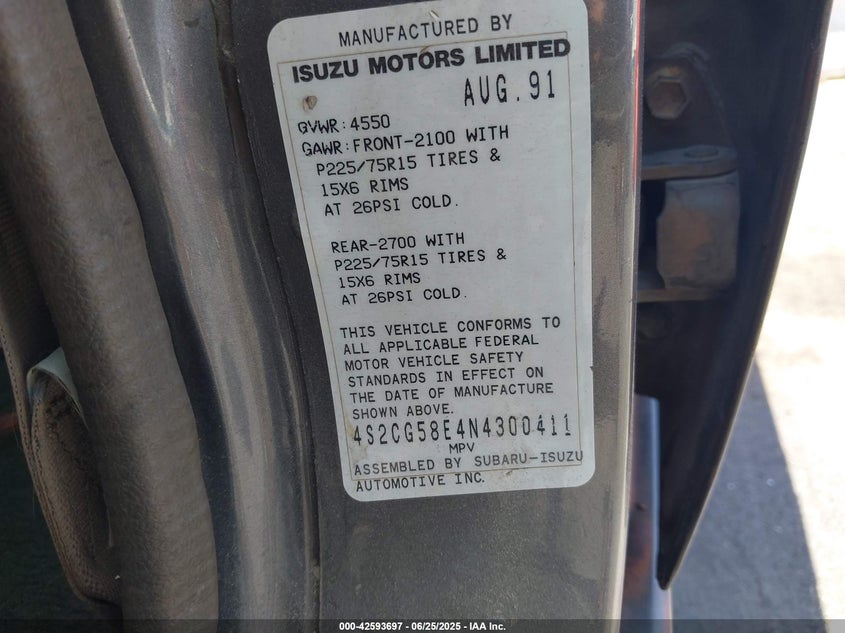 MANUFACTURED BY
ISUZU MOTORS LIMITED
AUG.91
GVWR:4550
GAWR:FRONT-2100 WITH
P225/75R15 TIRES &
15X6 RIMS
AT 26PSI COLD.
REAR-2700 WITH
P225/75R15 TIRES &
15X6 RIMS
AT 26PSI COLD.
THIS VEHICLE CONFORMS TO
ALL APPLICABLE FEDERAL
MOTOR VEHICLE SAFETY
STANDARDS IN EFFECT ON
THE DATE OF MANUFACTURE
SHOWN ABOVE.
4S2CG58E4N4300411
MPV
ASSEMBLED BY SUBARU-ISUZU
AUTOMOTIVE INC.
000-42593697 - 06/25/2025 - IAA Inc.